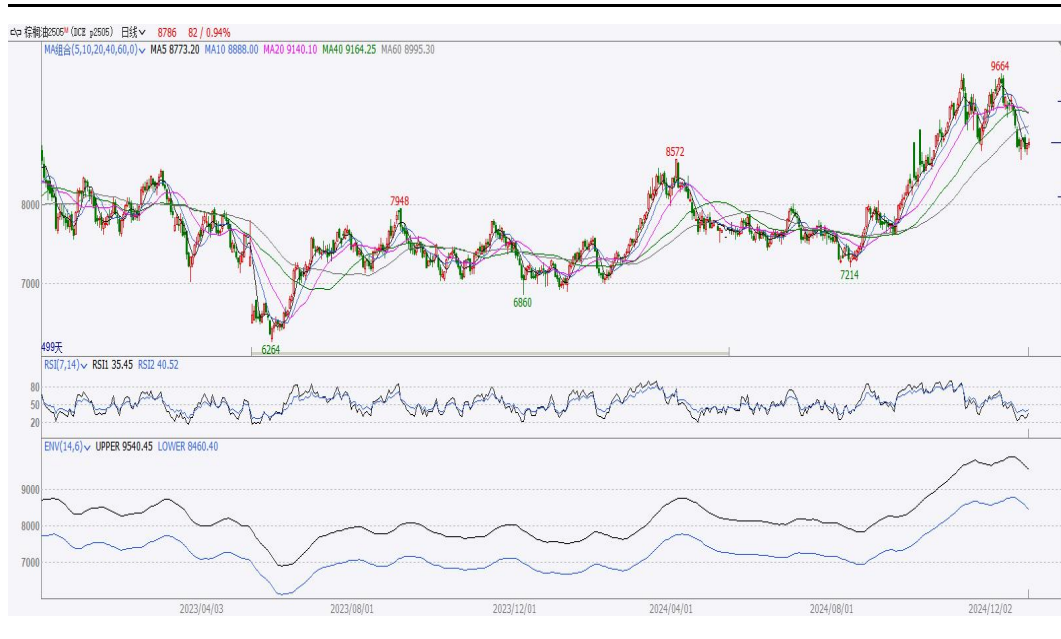 棕榈油2505M (DCE p2505) 日线 8786 82 / 0.94%
MA组合(5,10,20,40,60,0) MA5 8773.20 MA10 8888.00 MA20 9140.10 MA40 9164.25 MA60 8995.30
9664
8572
8000
7948
7000
7214
6860
6264
499天
RSI(7,14) RSI1 35.45 RSI2 40.52
80
50
20
ENV(14,6) UPPER 9540.45 LOWER 8460.40
9000
8000
7000
2023/04/03 2023/08/01 2023/12/01 2024/04/01 2024/08/01 2024/12/02